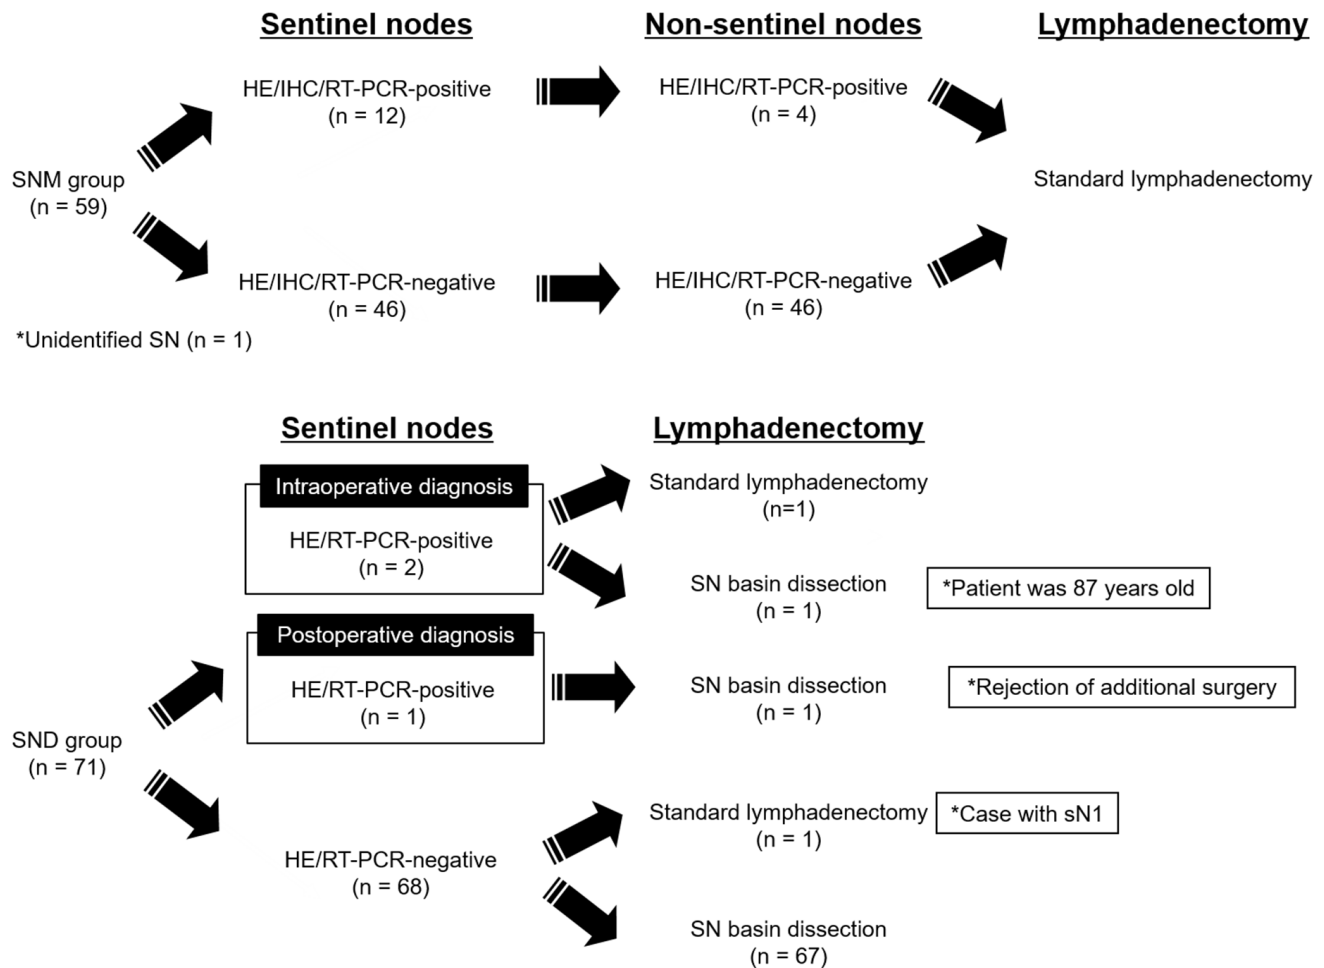 Sentinel nodes
Non-sentinel nodes
Lymphadenectomy
HE/IHC/RT-PCR-positive
(n = 12)
HE/IHC/RT-PCR-positive
(n = 4)
SNM group
(n = 59)
Standard lymphadenectomy
HE/IHC/RT-PCR-negative
(n = 46)
HE/IHC/RT-PCR-negative
(n = 46)
*Unidentified SN (n = 1)
Sentinel nodes
Lymphadenectomy
Intraoperative diagnosis
HE/RT-PCR-positive
(n = 2)
Standard lymphadenectomy
(n=1)
SN basin dissection
(n = 1)
*Patient was 87 years old
Postoperative diagnosis
HE/RT-PCR-positive
(n = 1)
SN basin dissection
(n = 1)
*Rejection of additional surgery
SND group
(n = 71)
Standard lymphadenectomy
(n = 1)
*Case with sN1
HE/RT-PCR-negative
(n = 68)
SN basin dissection
(n = 67)